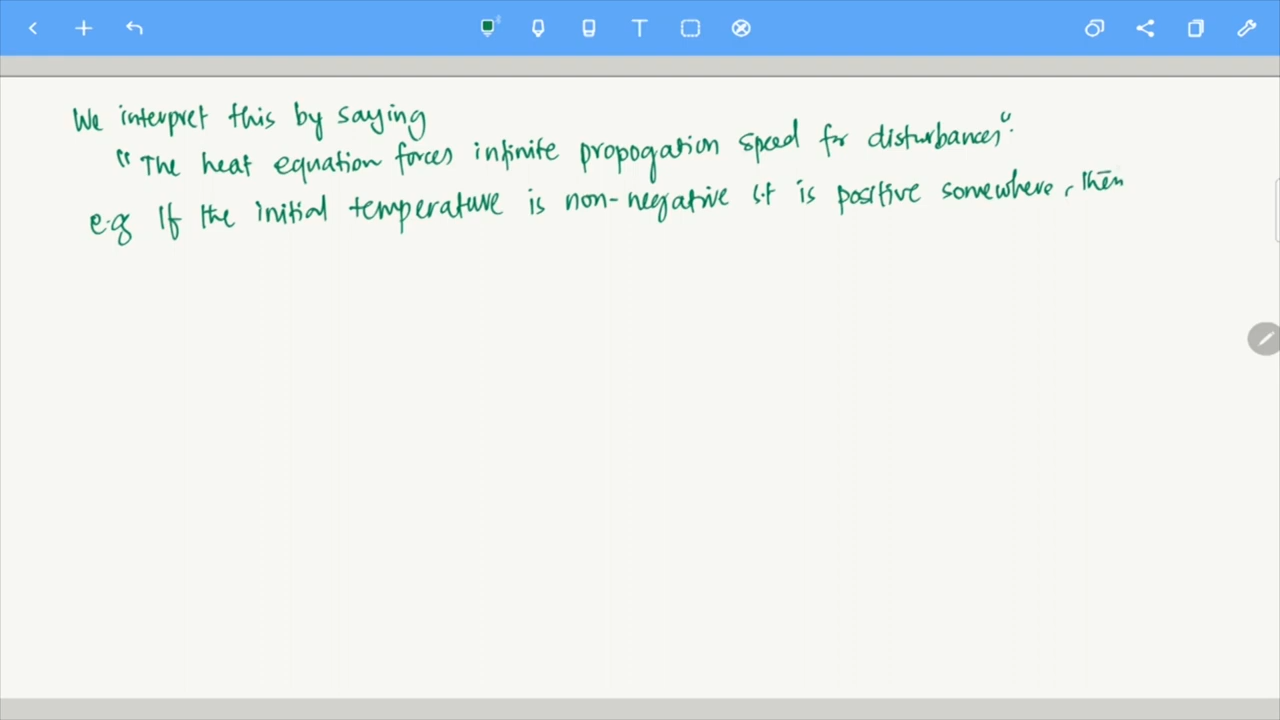 We interpret this by saying
"The heat equation forces infinite propogation speed for disturbances".
e.g If the initial temperature is non-negative s.t is positive somewhere, then